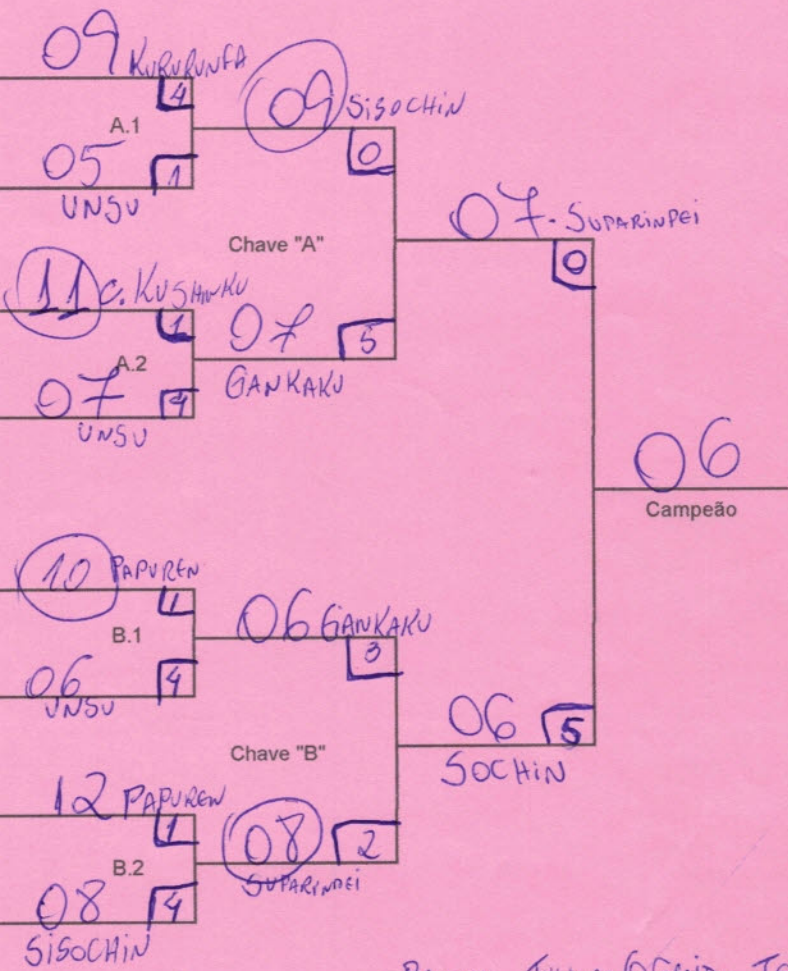 09 KURURUNFA
4
A.1
05
1
UNSU
09 SISOCHIN
0
Chave "A"
11 C. KUSHANKU
1
A.2
07
4
UNSU
07
5
GANKAKU
07 - SUPARINPEI
0
06
Campeão
10 PAPUREN
1
B.1
06
4
UNSU
06 GANKAKU
3
Chave "B"
12 PAPUREN
1
B.2
08
4
SISOCHIN
08
2
SUPARINPEI
06
5
SOCHIN